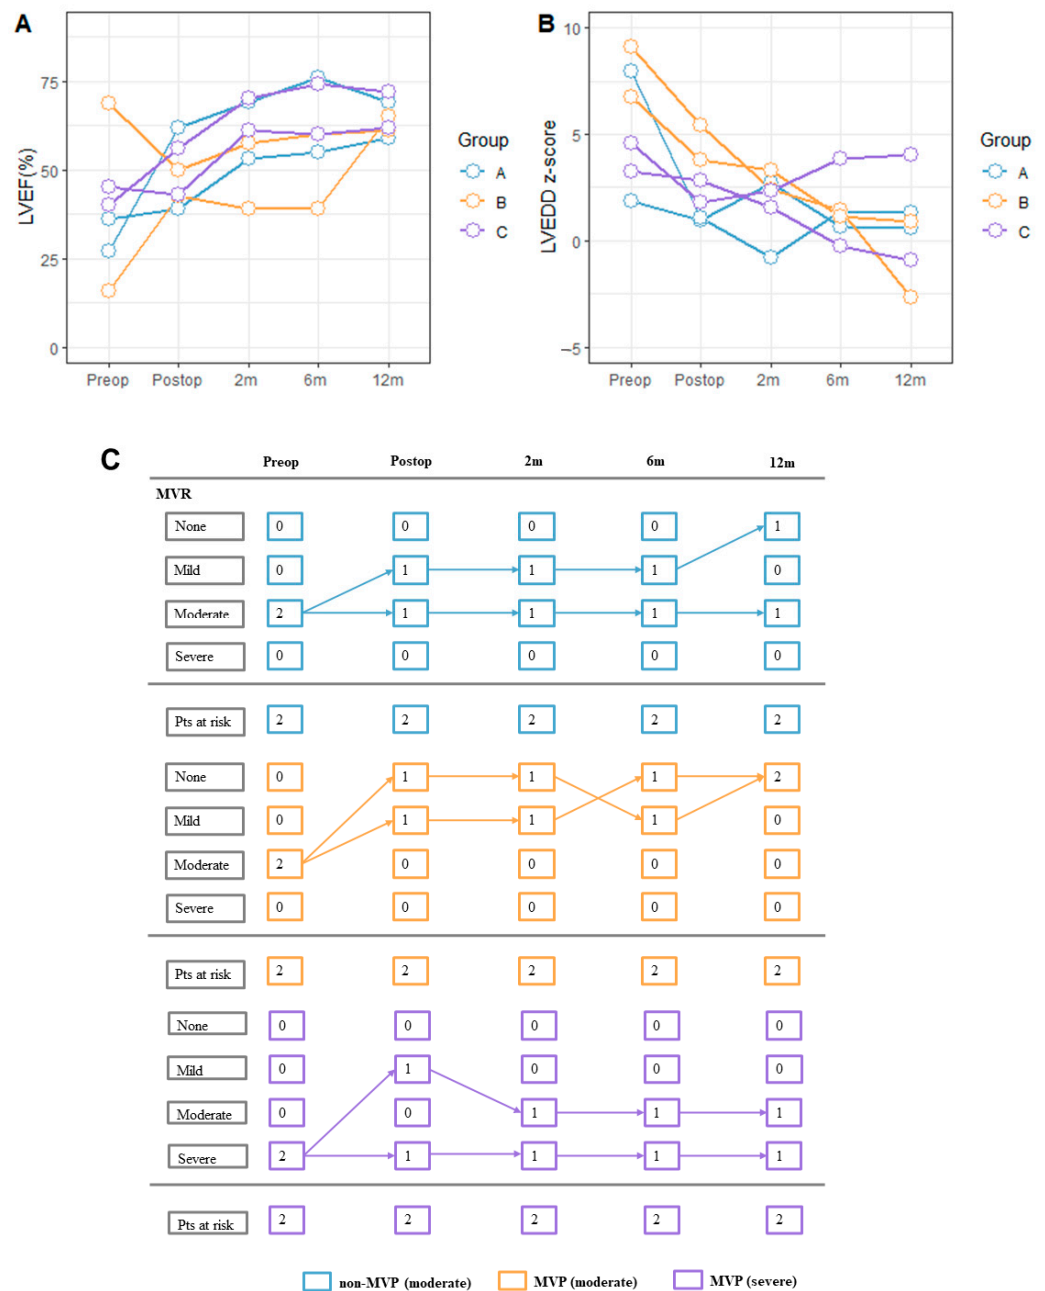 A
LVEF(%)
75
50
25
0
Preop Postop 2m 6m 12m
Group
A
B
C
B
LVEDD z-score
10
5
0
−5
Preop Postop 2m 6m 12m
Group
A
B
C
C
Preop Postop 2m 6m 12m
MVR
None 0 0 0 0 1
Mild 0 1 1 1 0
Moderate 2 1 1 1 1
Severe 0 0 0 0 0
Pts at risk 2 2 2 2 2
None 0 1 1 1 2
Mild 0 1 1 1 0
Moderate 2 0 0 0 0
Severe 0 0 0 0 0
Pts at risk 2 2 2 2 2
None 0 0 0 0 0
Mild 0 1 0 0 0
Moderate 0 0 1 1 1
Severe 2 1 1 1 1
Pts at risk 2 2 2 2 2
non-MVP (moderate) MVP (moderate) MVP (severe)